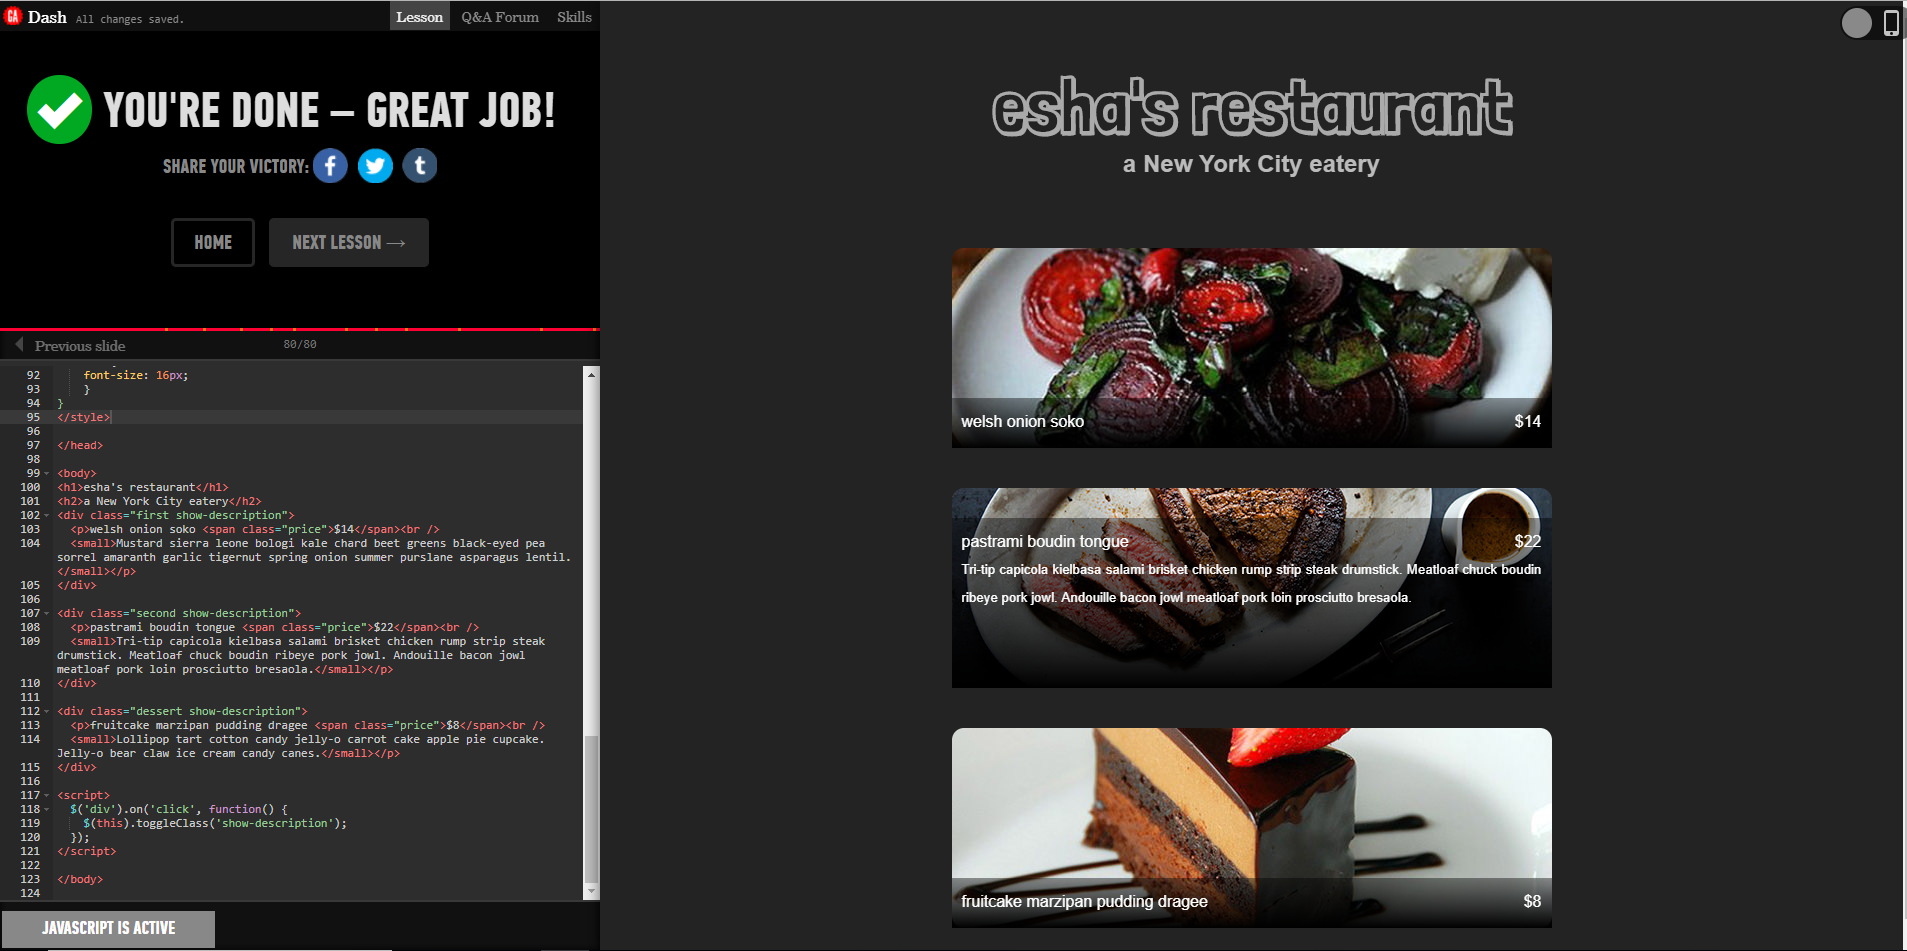 GA Dash All changes saved. Lesson Q&A Forum Skills
YOU'RE DONE — GREAT JOB!
SHARE YOUR VICTORY: f t
HOME NEXT LESSON →
Previous slide 80/80
92 font-size: 16px;
93 }
94 }
95 </style>
96
97 </head>
98
99 <body>
100 <h1>esha's restaurant</h1>
101 <h2>a New York City eatery</h2>
102 <div class="first show-description">
103 <p>welsh onion soko <span class="price">$14</span><br />
104 <small>Mustard sierra leone bologi kale chard beet greens black-eyed pea
sorrel amaranth garlic tigernut spring onion summer purslane asparagus lentil.
</small></p>
105 </div>
106
107 <div class="second show-description">
108 <p>pastrami boudin tongue <span class="price">$22</span><br />
109 <small>Tri-tip capicola kielbasa salami brisket chicken rump strip steak
drumstick. Meatloaf chuck boudin ribeye pork jowl. Andouille bacon jowl
meatloaf pork loin prosciutto bresaola.</small></p>
110 </div>
111
112 <div class="dessert show-description">
113 <p>fruitcake marzipan pudding dragee <span class="price">$8</span><br />
114 <small>Lollipop tart cotton candy jelly-o carrot cake apple pie cupcake.
Jelly-o bear claw ice cream candy canes.</small></p>
115 </div>
116
117 <script>
118 $('div').on('click', function() {
119 $(this).toggleClass('show-description');
120 });
121 </script>
122
123 </body>
124
JAVASCRIPT IS ACTIVE
esha's restaurant
a New York City eatery
welsh onion soko $14
pastrami boudin tongue $22
Tri-tip capicola kielbasa salami brisket chicken rump strip steak drumstick. Meatloaf chuck boudin
ribeye pork jowl. Andouille bacon jowl meatloaf pork loin prosciutto bresaola.
fruitcake marzipan pudding dragee $8